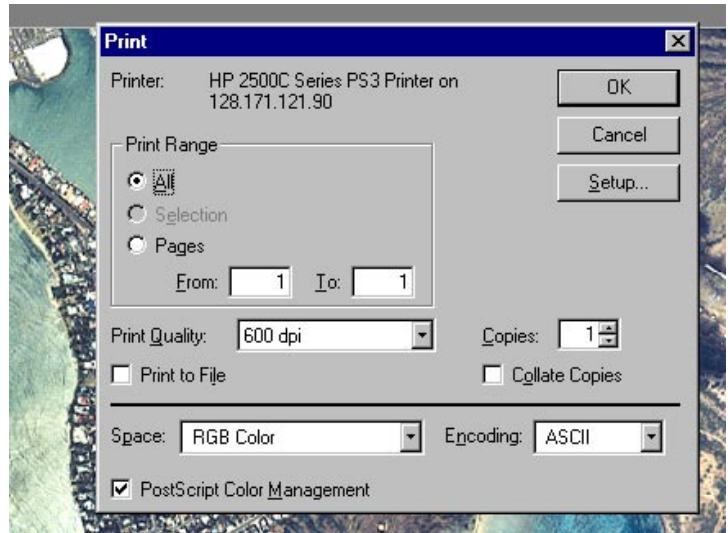 Print
Printer: HP 2500C Series PS3 Printer on
128.171.121.90
OK
Cancel
Setup...
Print Range
All
Selection
Pages
From: 1 To: 1
Print Quality: 600 dpi
Copies: 1
Print to File
Collate Copies
Space: RGB Color
Encoding: ASCII
PostScript Color Management